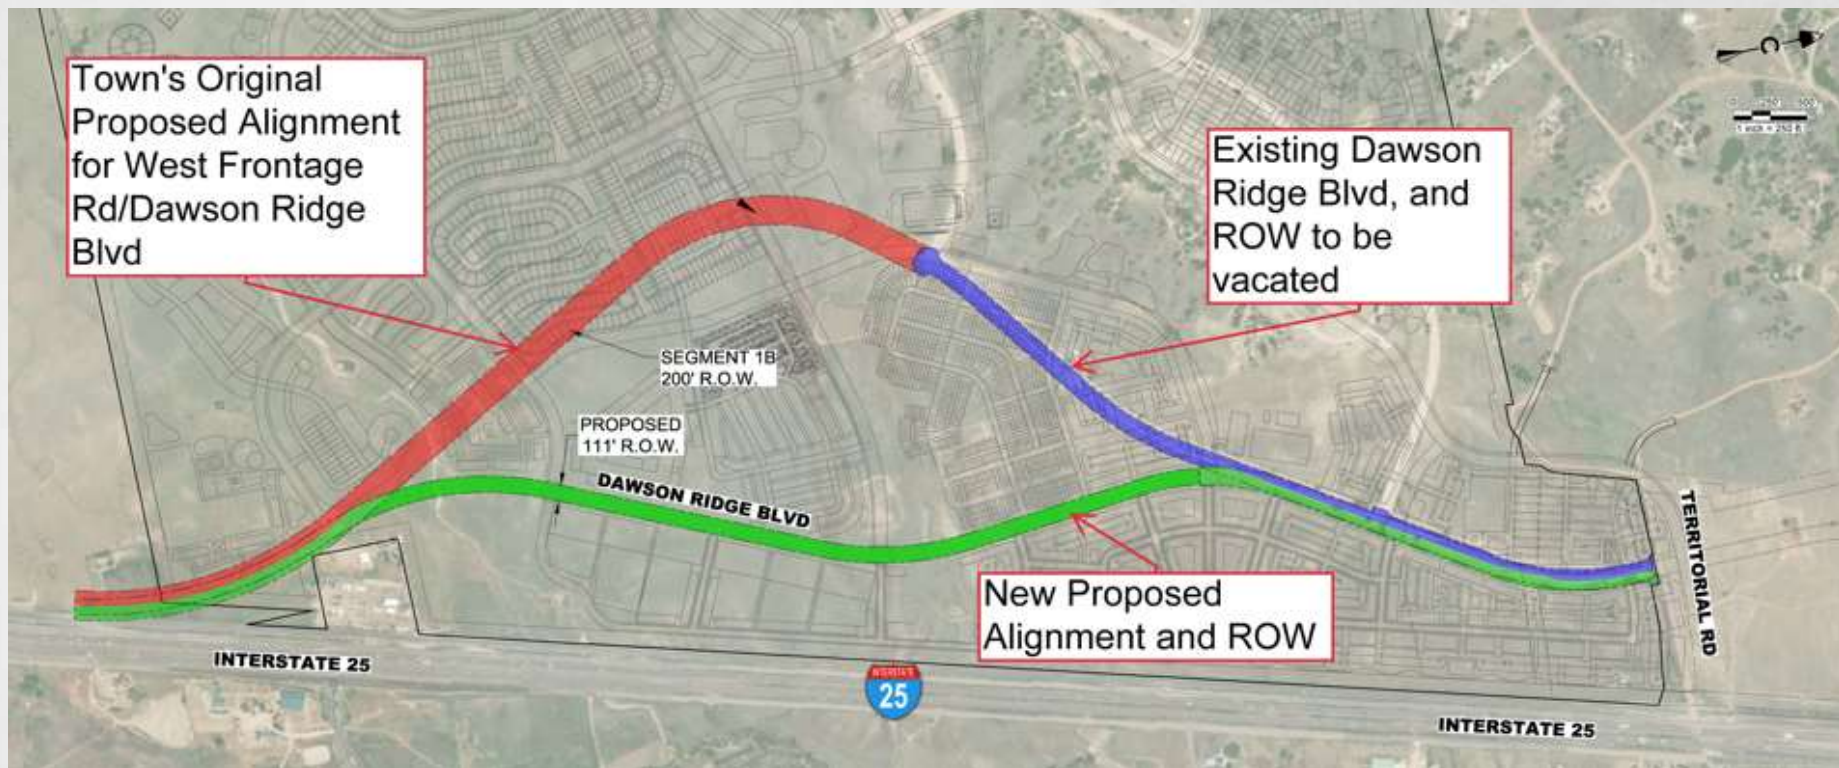 Town's Original
Proposed Alignment
for West Frontage
Rd/Dawson Ridge
Blvd
Existing Dawson
Ridge Blvd, and
ROW to be
vacated
SEGMENT 1B
200' R.O.W.
PROPOSED
111' R.O.W.
DAWSON RIDGE BLVD
New Proposed
Alignment and ROW
TERRITORIAL RD
INTERSTATE 25
25
INTERSTATE 25